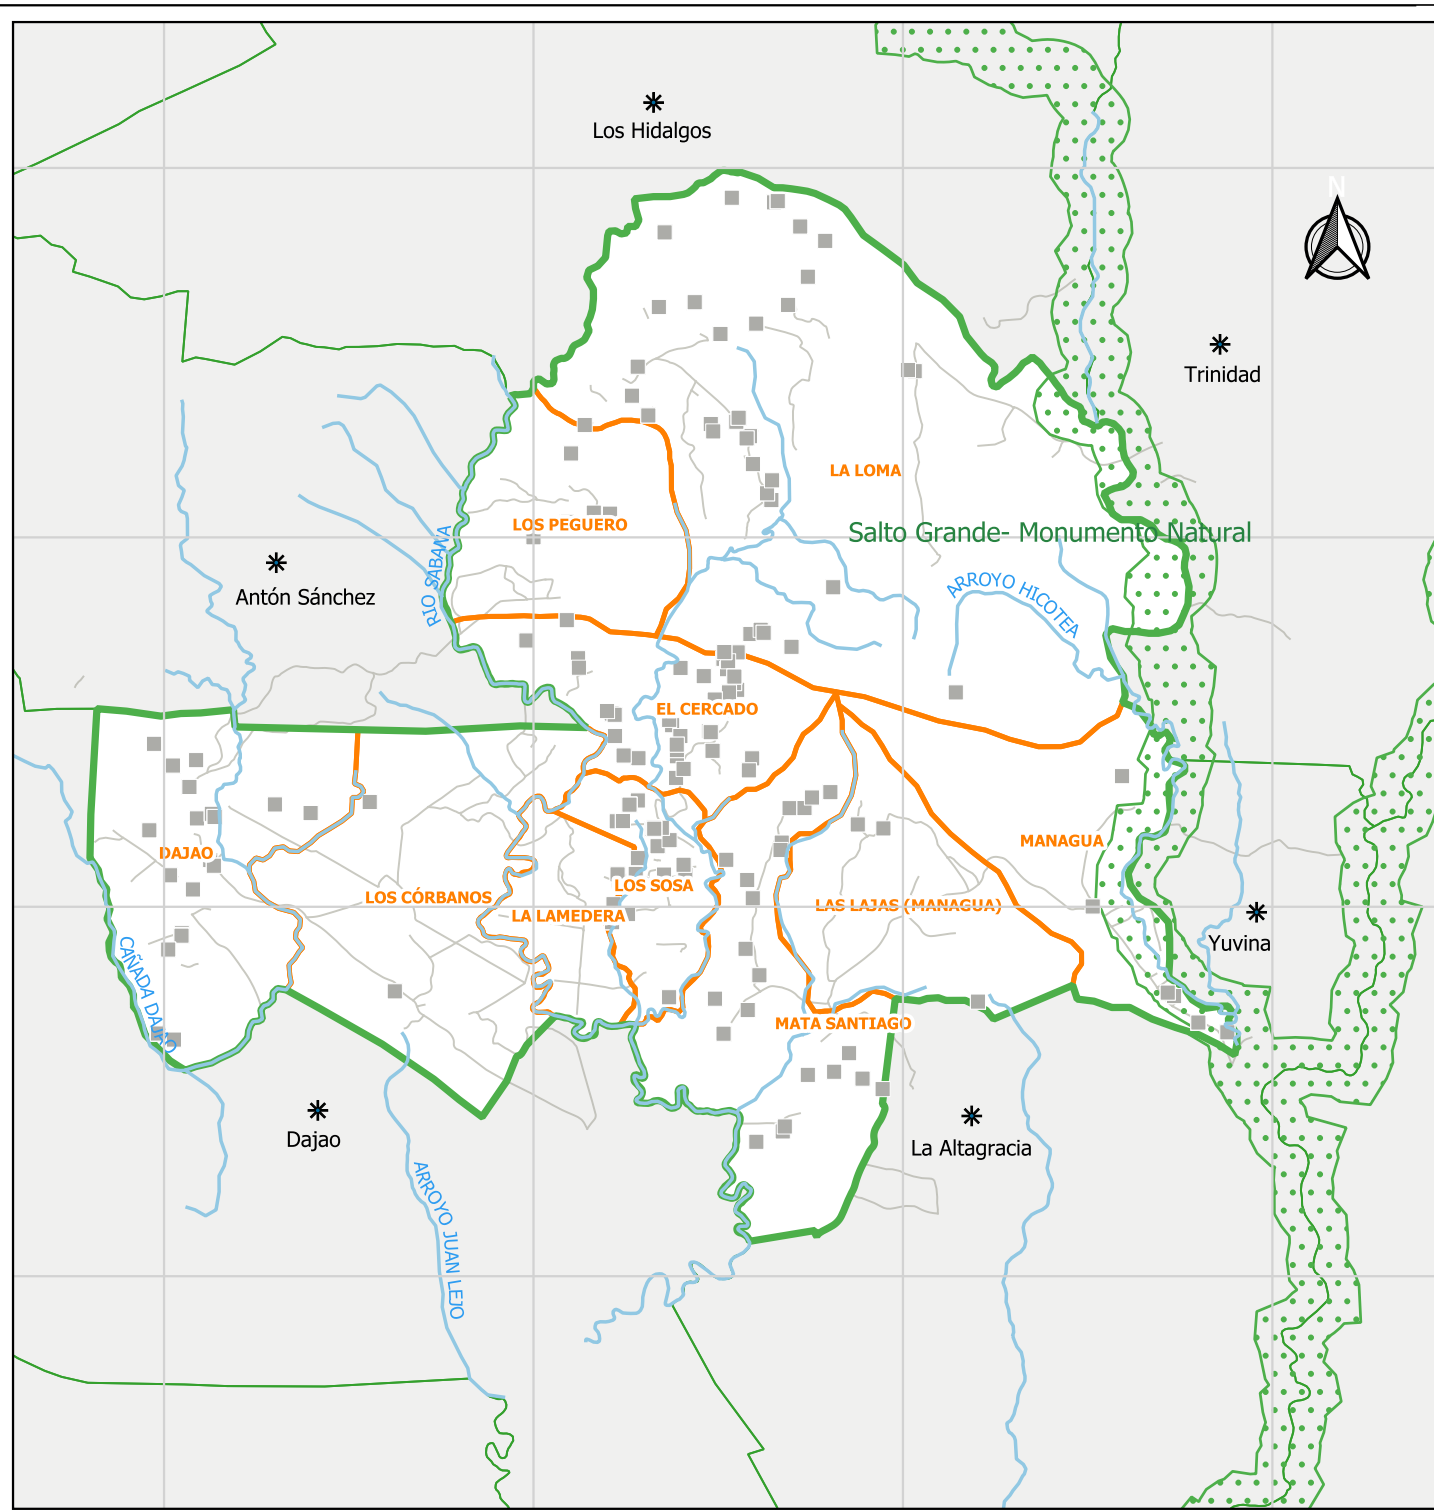 Los Hidalgos
N
Trinidad
LA LOMA
LOS PEGUERO
Salto Grande- Monumento Natural
RIO SABANA
ARROYO HICOTEA
Antón Sánchez
EL CERCADO
MANAGUA
DAJAO
LOS SOSA
LOS CÓRBANOS
LAS LAJAS (MANAGUA)
LA LAMEDERA
Yuvina
CAÑADA DAJAO
MATA SANTIAGO
Dajao
La Altagracia
ARROYO JUAN LEJO